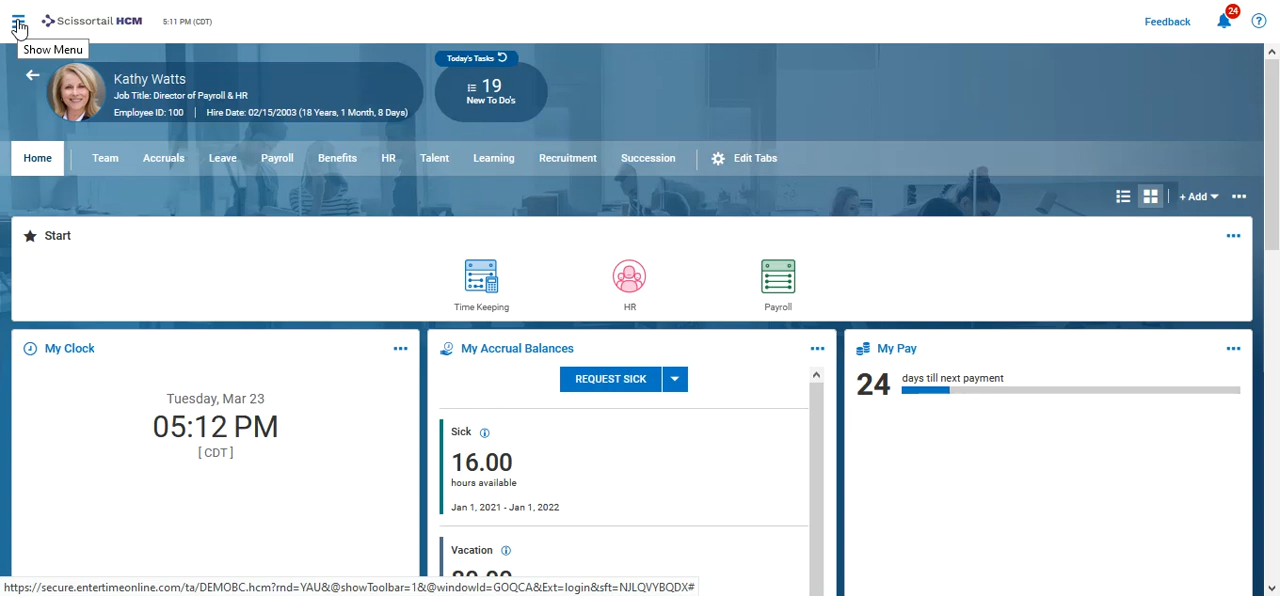 Scissortail HCM
5:11 PM (CDT)
Feedback
24
Show Menu
Kathy Watts
Job Title: Director of Payroll & HR
Employee ID: 100
Hire Date: 02/15/2003 (18 Years, 1 Month, 8 Days)
Today's Tasks
19
New To Do's
Home
Team
Accruals
Leave
Payroll
Benefits
HR
Talent
Learning
Recruitment
Succession
Edit Tabs
+ Add
Start
Time Keeping
HR
Payroll
My Clock
Tuesday, Mar 23
05:12 PM
[ CDT ]
My Accrual Balances
REQUEST SICK
Sick
16.00
hours available
Jan 1, 2021 - Jan 1, 2022
Vacation
My Pay
24
days till next payment
https://secure.entertimeonline.com/ta/DEMOBC.hcm?rnd=YAU&@showToolbar=1&@windowId=GOQCA&Ext=login&sft=NJLQVYBQDX#